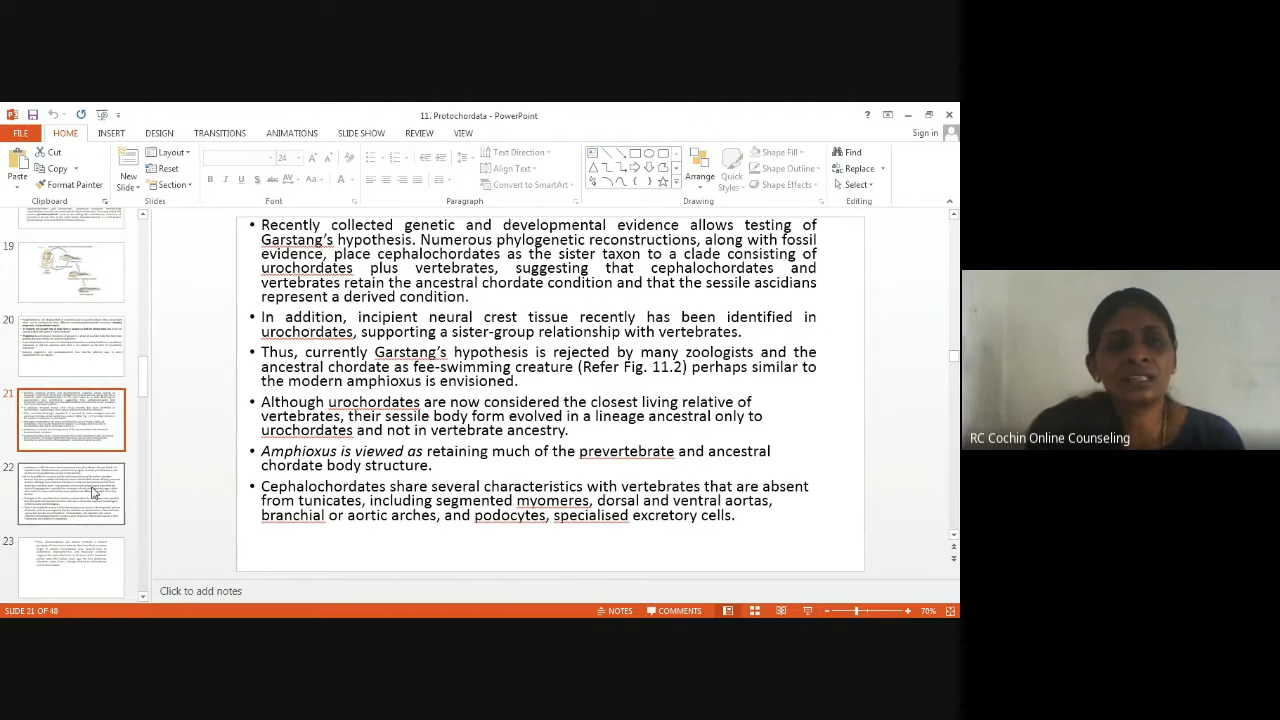 11. Protochordata - PowerPoint
Sign in
FILE HOME INSERT DESIGN TRANSITIONS ANIMATIONS SLIDE SHOW REVIEW VIEW
Paste
Cut
Copy
Format Painter
Clipboard
New Slide
Layout
Reset
Section
Slides
24
Font
Paragraph
Text Direction
Align Text
Convert to SmartArt
Arrange
Quick Styles
Shape Fill
Shape Outline
Shape Effects
Drawing
Find
Replace
Select
Editing
19
20
21
22
23
• Recently collected genetic and developmental evidence allows testing of
Garstang's hypothesis. Numerous phylogenetic reconstructions, along with fossil
evidence, place cephalochordates as the sister taxon to a clade consisting of
urochordates plus vertebrates, suggesting that cephalochordates and
vertebrates retain the ancestral chordate condition and that the sessile ascidians
represent a derived condition.
• In addition, incipient neural crest tissue recently has been identified in
urochordates, supporting a sister-group relationship with vertebrates.
• Thus, currently Garstang's hypothesis is rejected by many zoologists and the
ancestral chordate as fee-swimming creature (Refer Fig. 11.2) perhaps similar to
the modern amphioxus is envisioned.
• Although urochordates are now considered the closest living relative of
vertebrates, their sessile body form evolved in a lineage ancestral only to
urochordates and not in vertebrate ancestry.
• Amphioxus is viewed as retaining much of the prevertebrate and ancestral
chordate body structure.
• Cephalochordates share several characteristics with vertebrates that are absent
from tunicates, including segmented myomeres, dorsal and ventral aortas,
branchial or aortic arches, and podocytes, specialised excretory cells.
Click to add notes
SLIDE 21 OF 48
NOTES COMMENTS
70%
RC Cochin Online Counseling